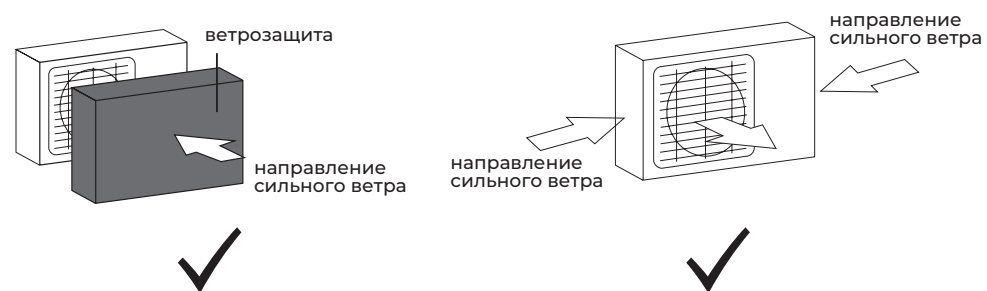 ветрозащита
направление
сильного ветра
направление
сильного ветра
направление
сильного ветра